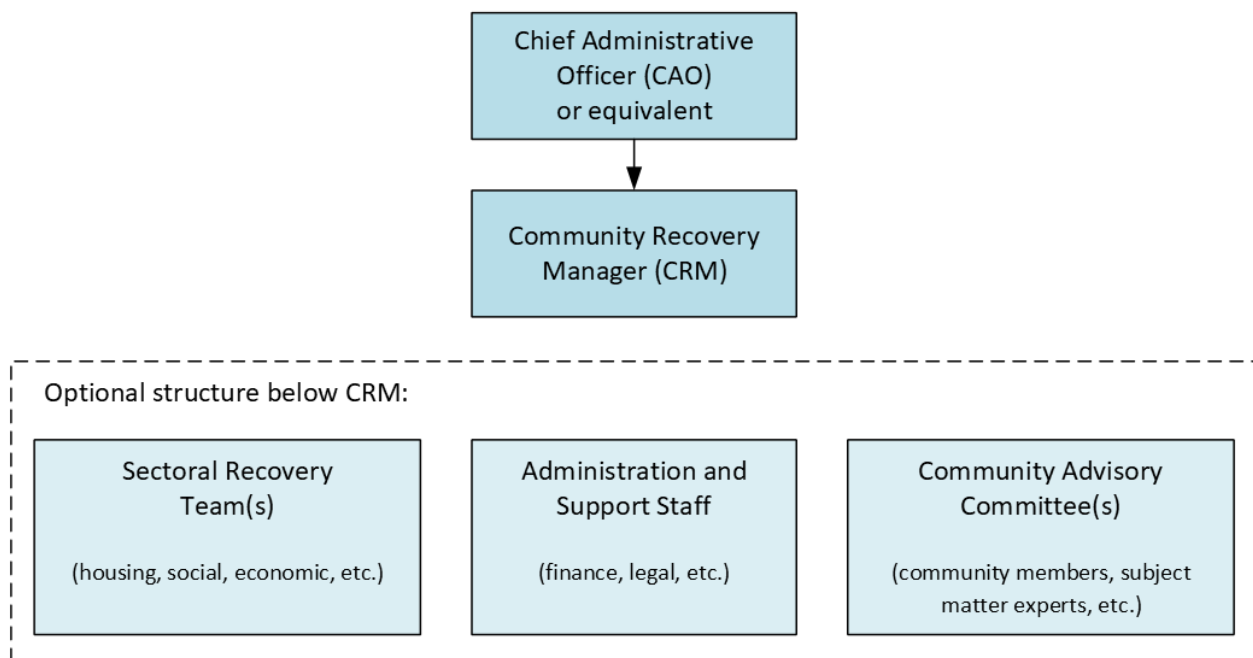 Chief Administrative
Officer (CAO)
or equivalent
Community Recovery
Manager (CRM)
Optional structure below CRM:
Sectoral Recovery
Team(s)
(housing, social, economic, etc.)
Administration and
Support Staff
(finance, legal, etc.)
Community Advisory
Committee(s)
(community members, subject
matter experts, etc.)